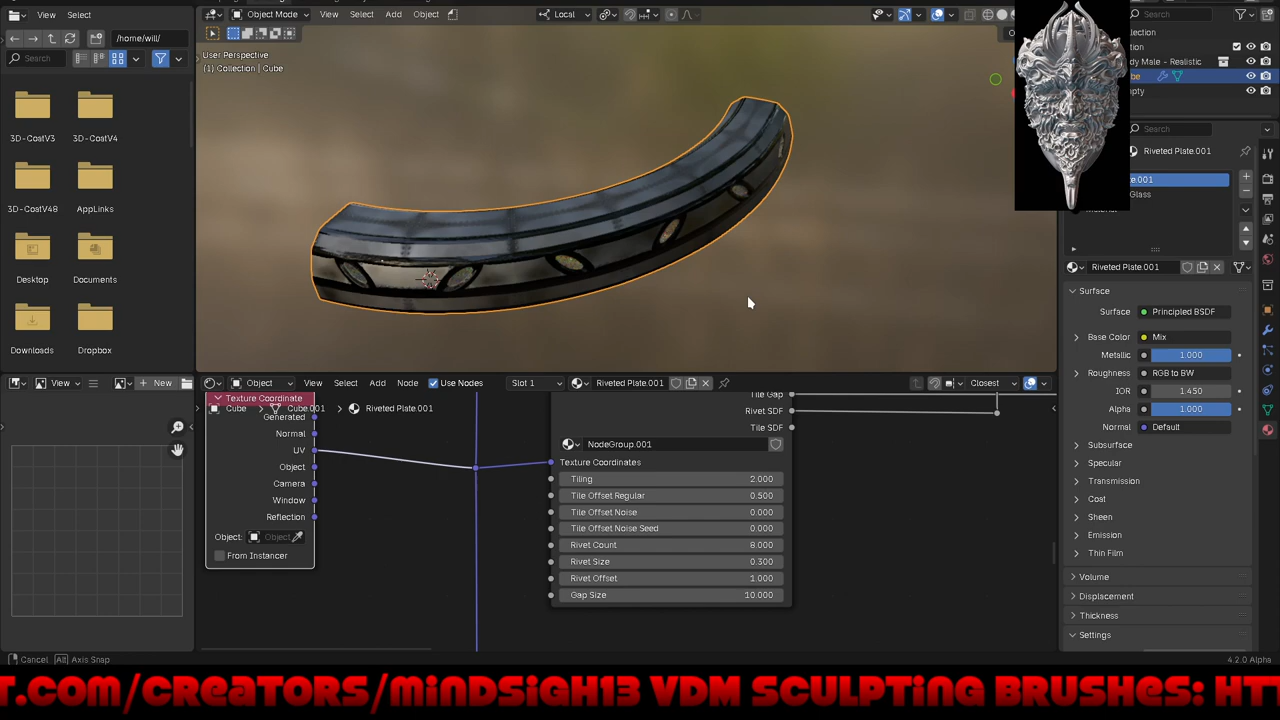 View Select
Object Mode View Select Add Object Local
/home/will/
Search
3D-CoatV3 3D-CoatV4
3D-CoatV48 AppLinks
Desktop Documents
Downloads Dropbox
User Perspective
(1) Collection | Cube
Search
Search
Riveted Plate.001
Glass
Riveted Plate.001
Surface
Surface: Principled BSDF
Base Color Mix
Metallic 1.000
Roughness RGB to BW
IOR 1.450
Alpha 1.000
Normal Default
Subsurface
Specular
Transmission
Coat
Sheen
Emission
Thin Film
Volume
Displacement
Thickness
Settings
View New
Object View Select Add Node Use Nodes Slot 1 Riveted Plate.001 Closest
Texture Coordinate
Cube Cube.001 Riveted Plate.001
Generated
Normal
UV
Object
Camera
Window
Reflection
Object: Object
From Instancer
Tile Gap
Rivet SDF
Tile SDF
NodeGroup.001
Texture Coordinates
Tiling 2.000
Tile Offset Regular 0.500
Tile Offset Noise 0.000
Tile Offset Noise Seed 0.000
Rivet Count 8.000
Rivet Size 0.300
Rivet Offset 1.000
Gap Size 10.000
Cancel Alt Axis Snap
4.2.0 Alpha
T.COM/CREATORS/MINDSIGH13 VDM SCULPTING BRUSHES: HT